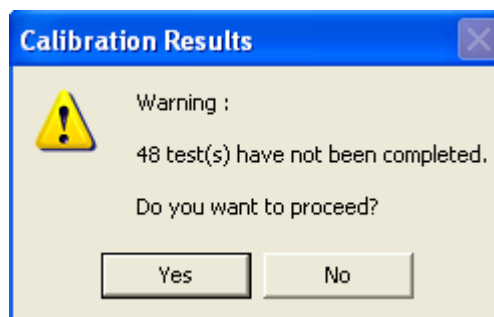 Calibration Results
Warning :
48 test(s) have not been completed.
Do you want to proceed?
Yes
No